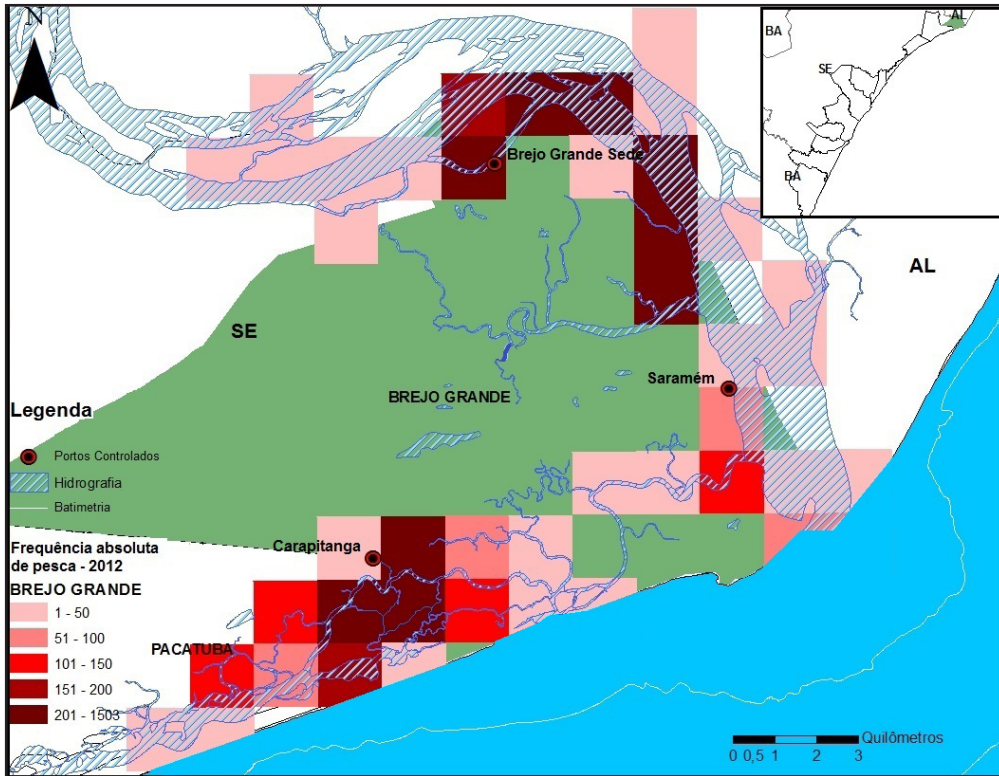 N
BA
AL
SE
BA
Brejo Grande Sede
AL
SE
Saramém
BREJO GRANDE
Legenda
Portos Controlados
Hidrografia
Batimetria
Carapitanga
Frequência absoluta
de pesca - 2012
BREJO GRANDE
1 - 50
51 - 100
101 - 150
151 - 200
201 - 1503
PACATUBA
Quilômetros
0 0,5 1 2 3